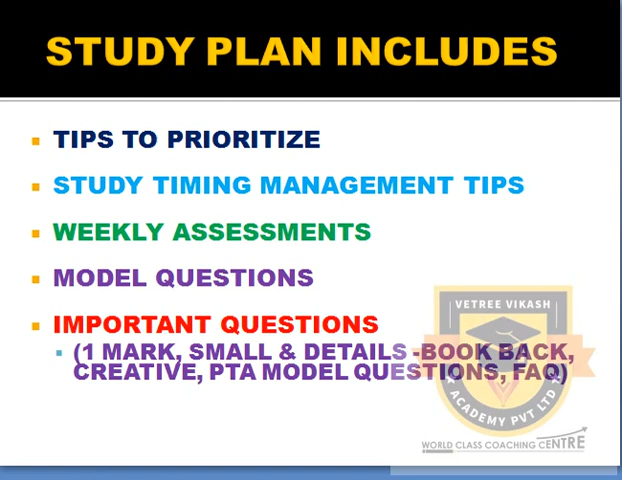 STUDY PLAN INCLUDES
TIPS TO PRIORITIZE
STUDY TIMING MANAGEMENT TIPS
WEEKLY ASSESSMENTS
MODEL QUESTIONS
IMPORTANT QUESTIONS
(1 MARK, SMALL & DETAILS -BOOK BACK,
CREATIVE, PTA MODEL QUESTIONS, FAQ)
VETREE VIKASH
ACADEMY PVT LTD
WORLD CLASS COACHING CENTRE